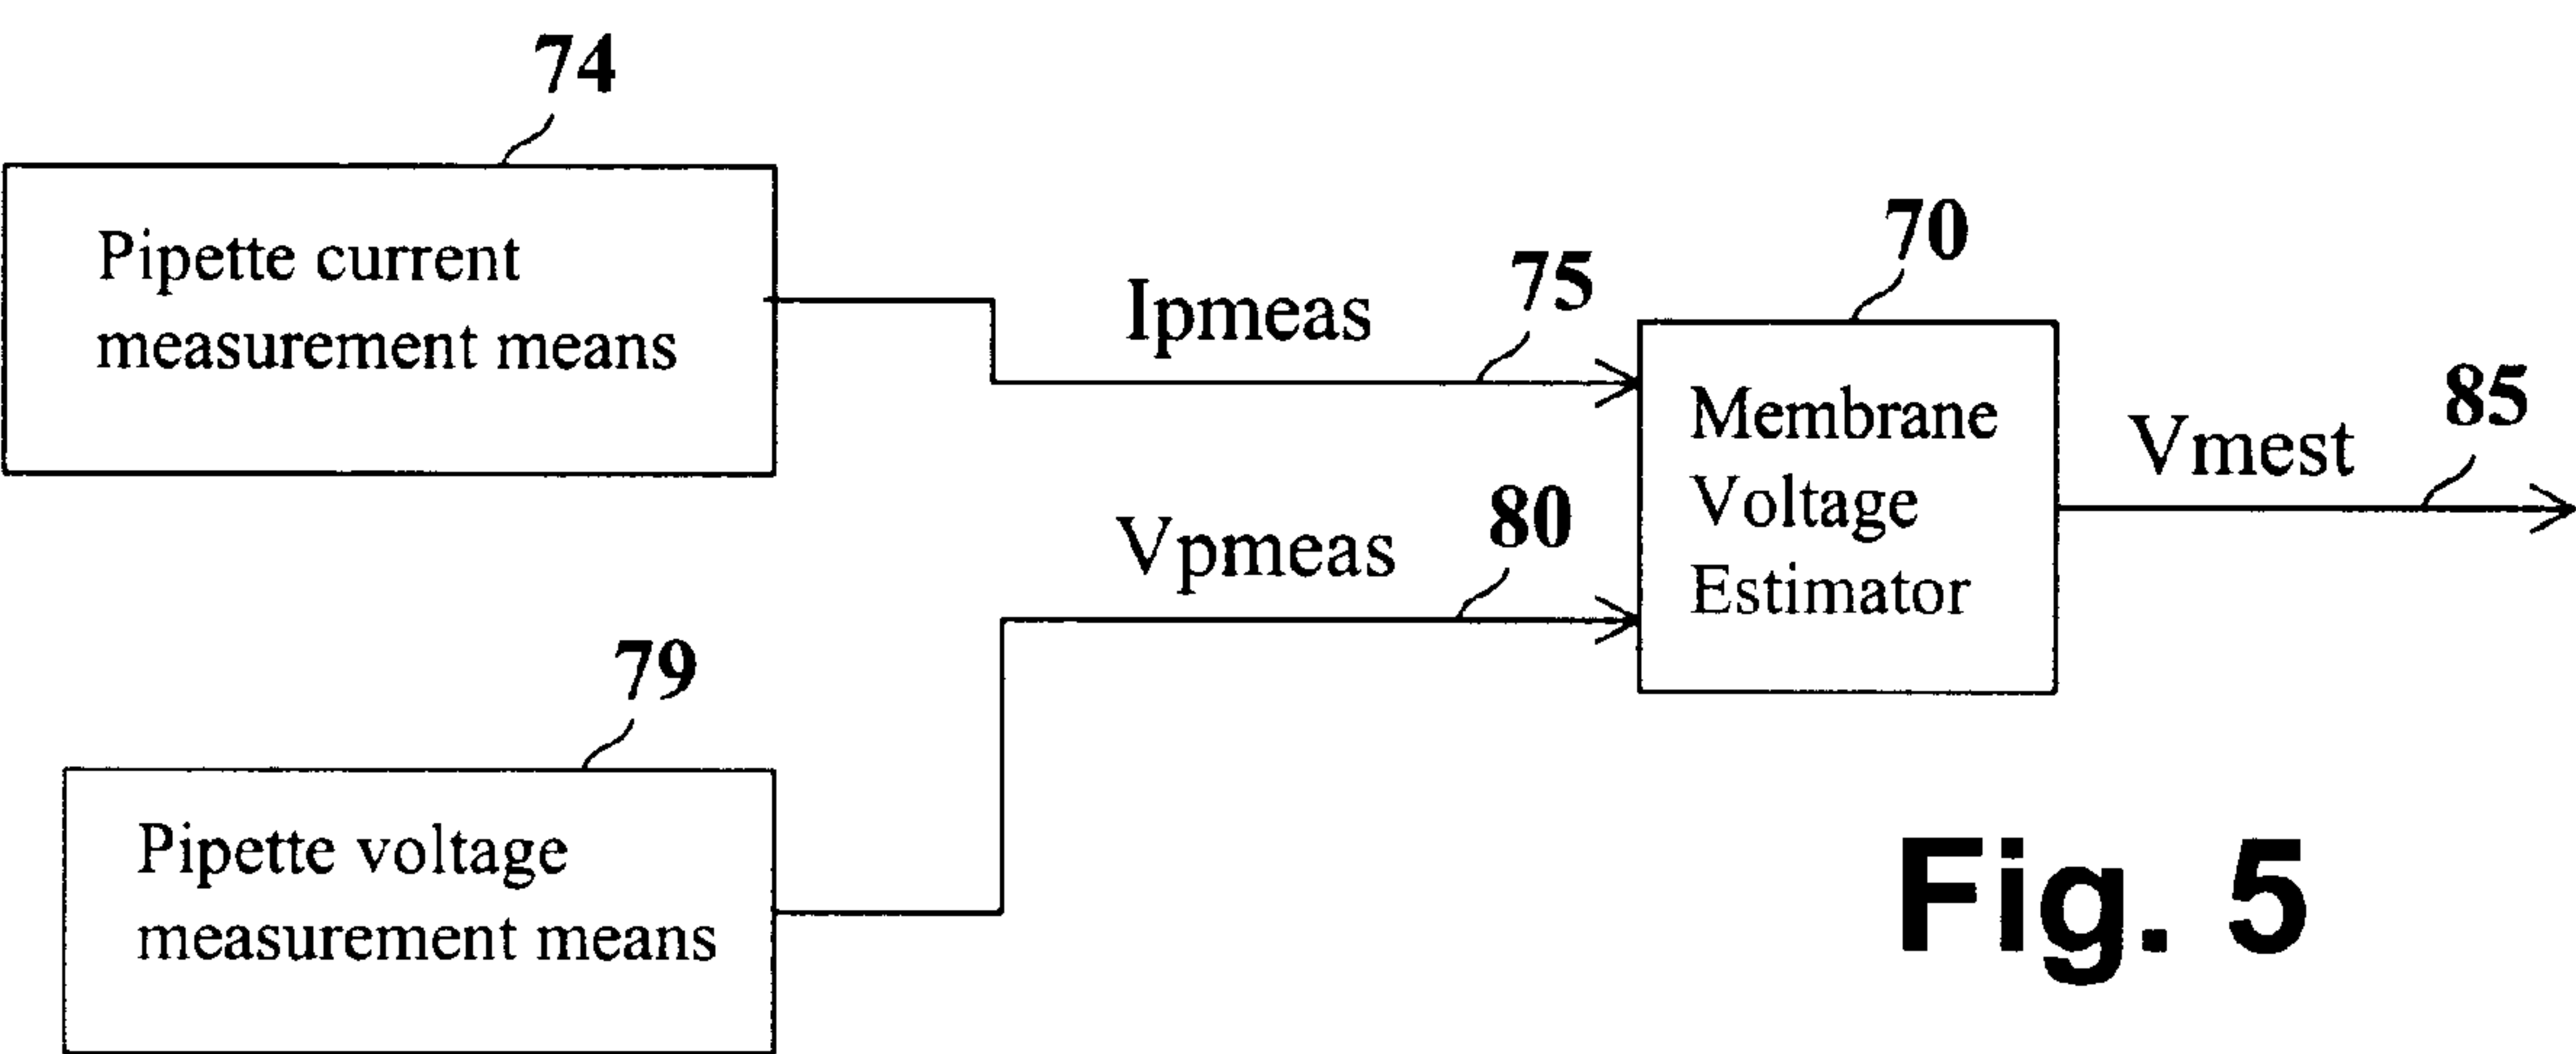 74
Pipette current
measurement means
Ipmeas
75
70
Membrane
Voltage
Estimator
Vmest
85
Vpmeas
80
79
Pipette voltage
measurement means
Fig. 5